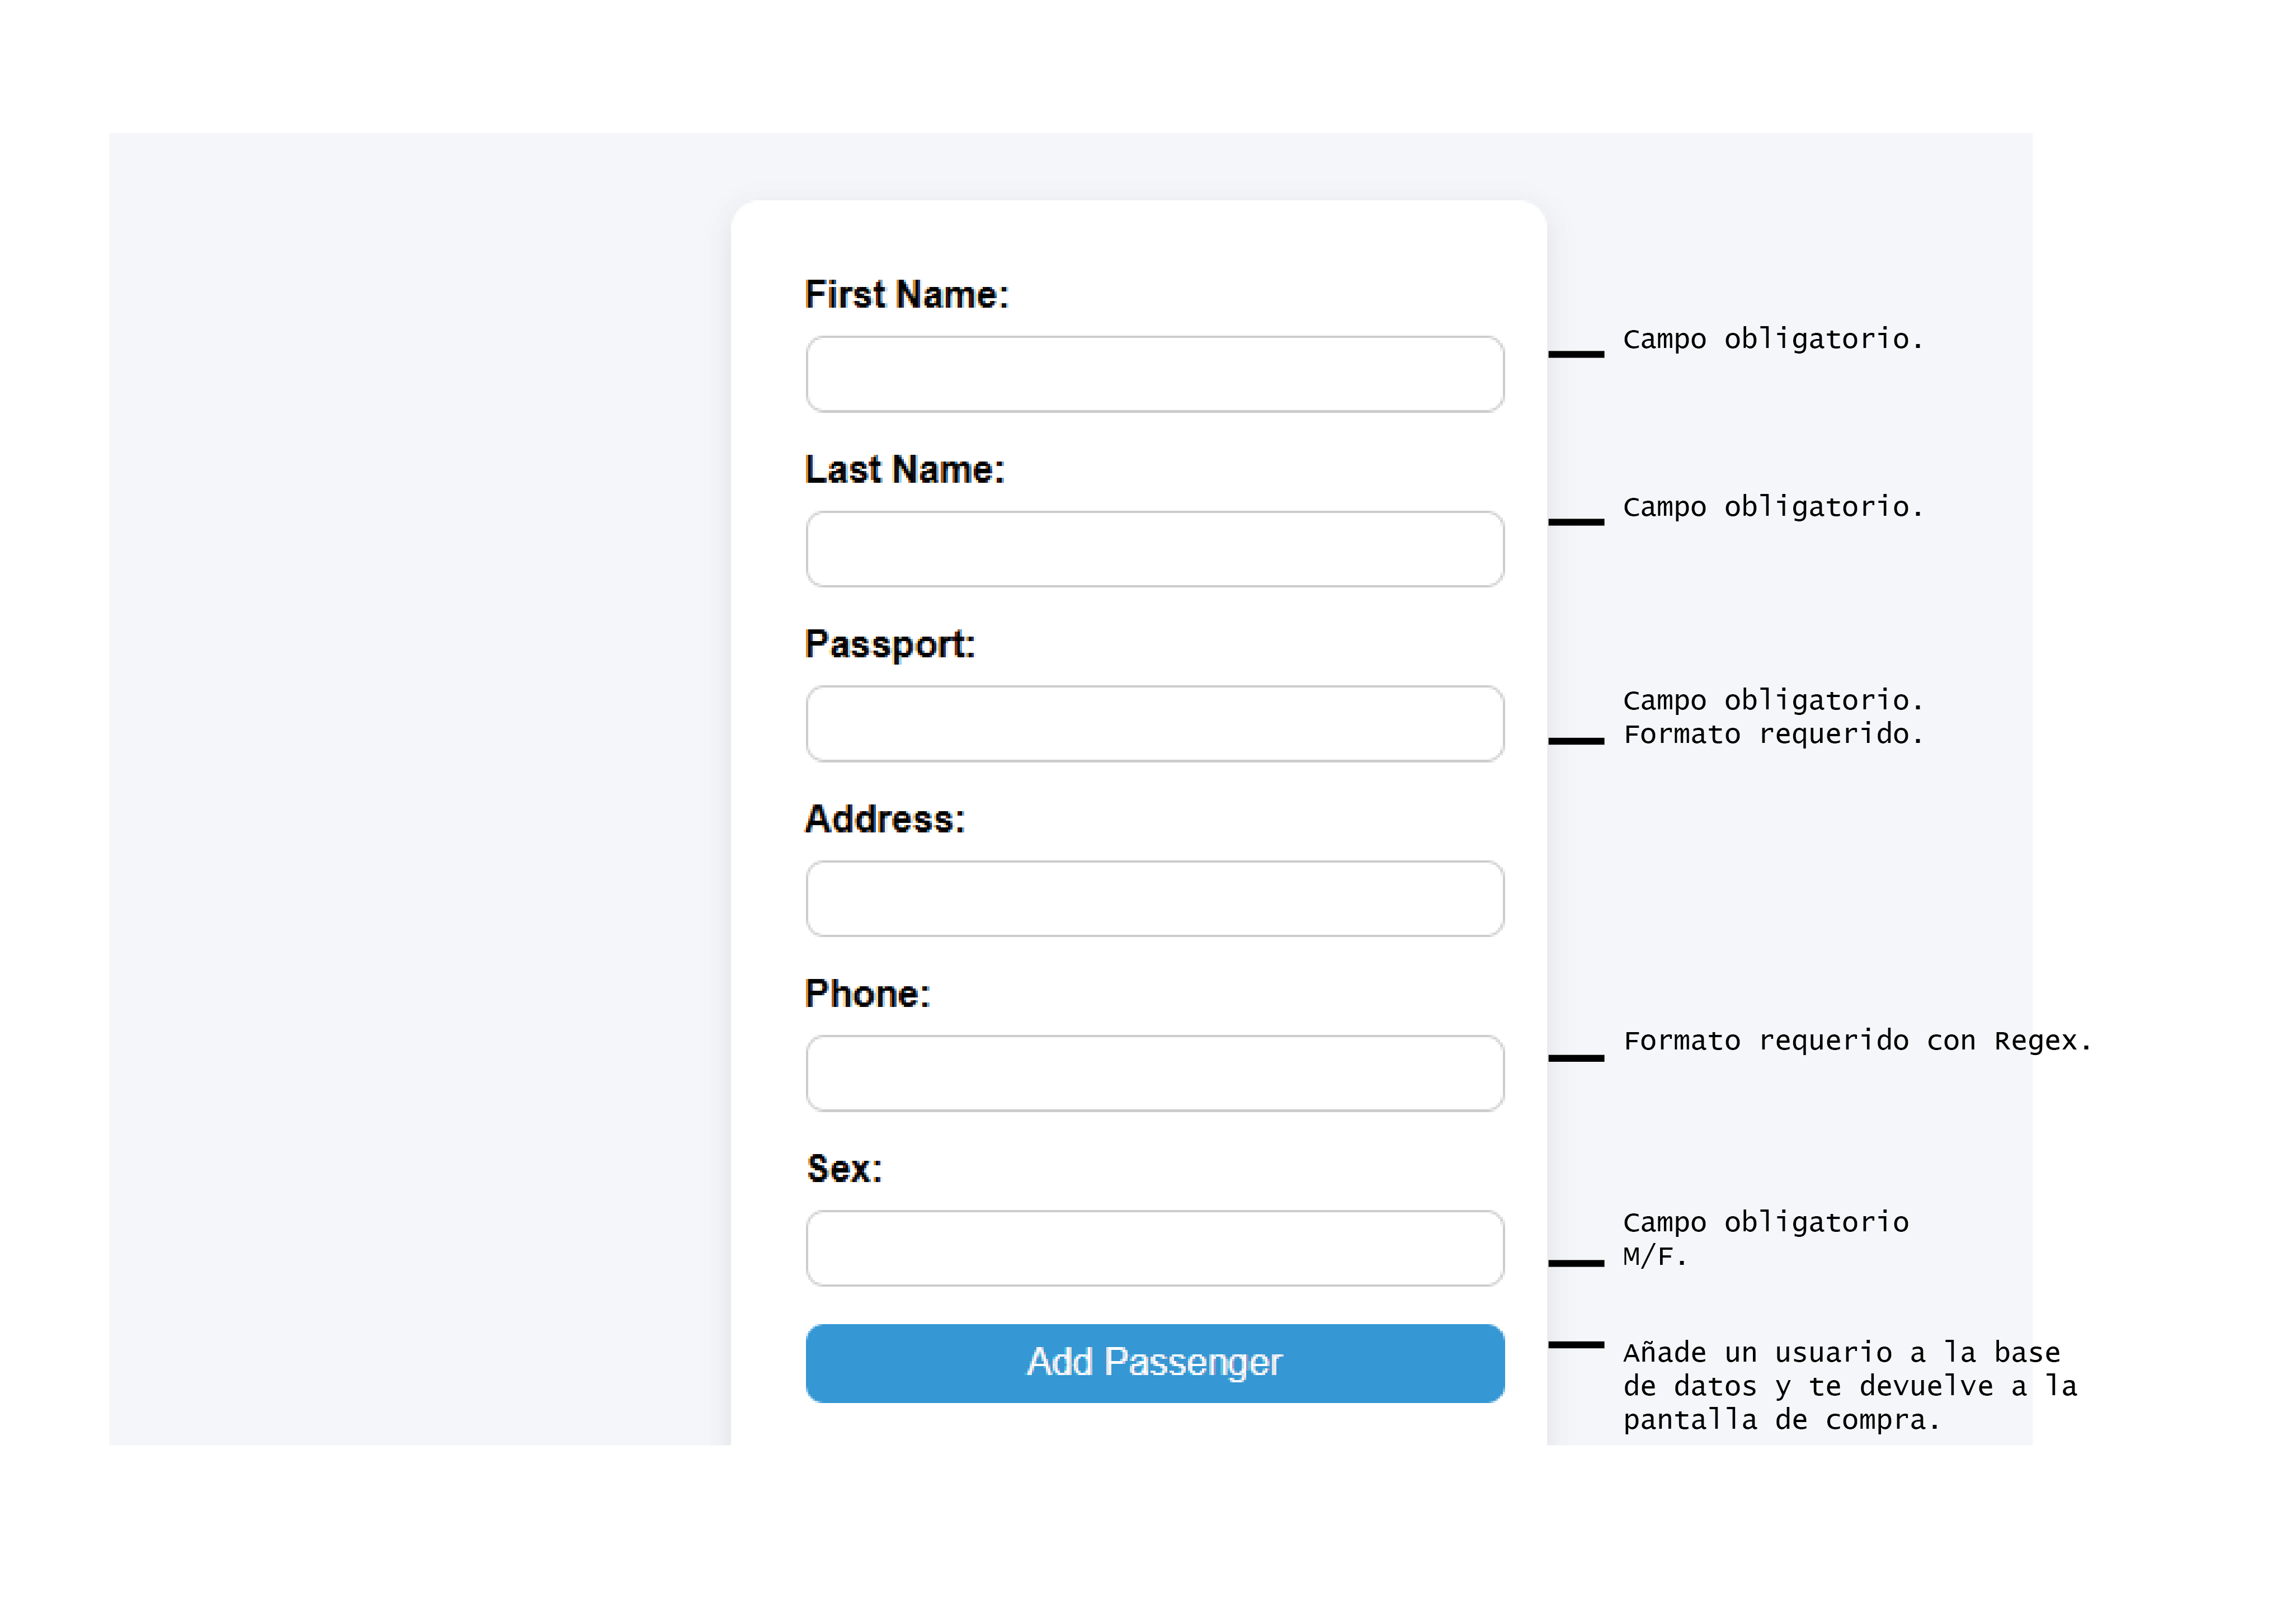 First Name:
Campo obligatorio.
Last Name:
Campo obligatorio.
Passport:
Campo obligatorio.
Formato requerido.
Address:
Phone:
Formato requerido con Regex.
Sex:
Campo obligatorio
M/F.
Add Passenger
Añade un usuario a la base
de datos y te devuelve a la
pantalla de compra.